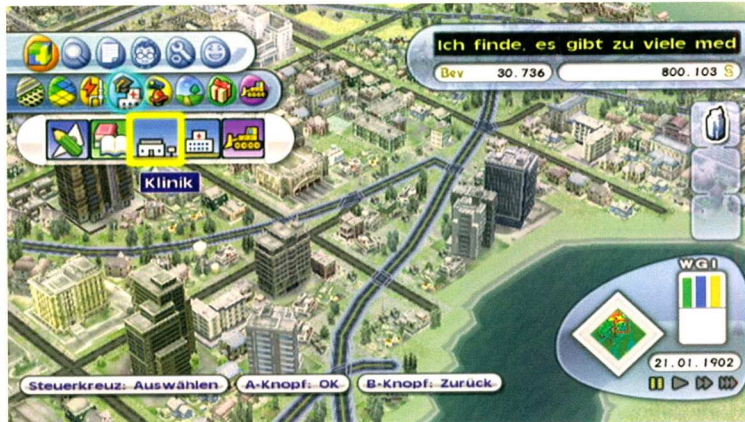 Ich finde, es gibt zu viele med
Bev 30.736 800.103 §
Klinik
WGI
21.01.1902
Steuerkreuz: Auswählen A-Knopf: OK B-Knopf: Zurück